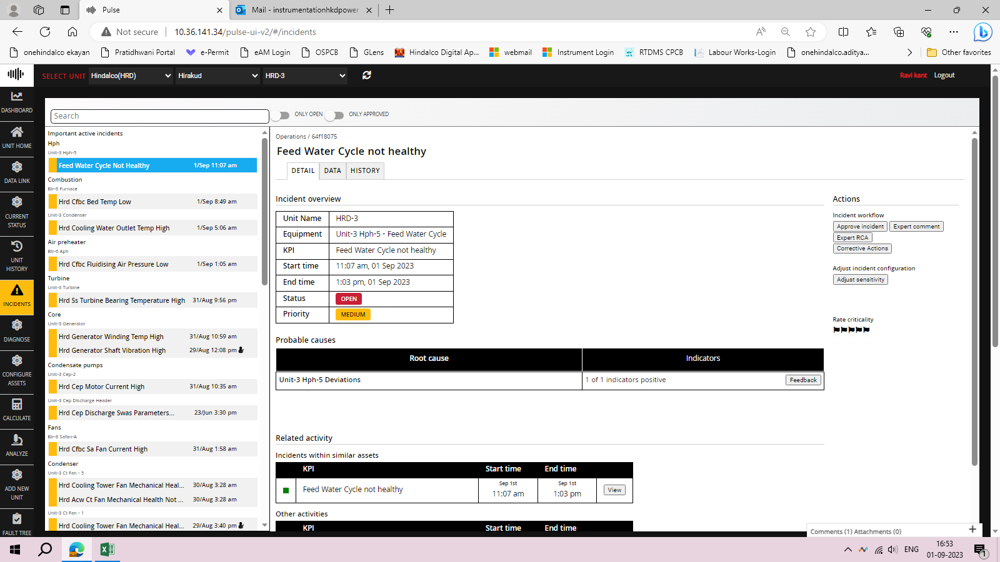 Pulse
Mail - instrumentationhkdpower
Not secure
10.36.141.34/pulse-ui-v2/#/incidents
onehindalco ekayan
Pratidhwani Portal
e-Permit
eAM Login
OSPCB
GLens
Hindalco Digital Ap...
webmail
Instrument Login
RTDMS CPCB
Labour Works-Login
onehindalco.aditya...
Other favorites
SELECT UNIT
Hindalco(HRD)
Hirakud
HRD-3
Ravi kant
Logout
DASHBOARD
UNIT HOME
DATA LINK
CURRENT
STATUS
UNIT
HISTORY
INCIDENTS
DIAGNOSE
CONFIGURE
ASSETS
CALCULATE
ANALYZE
ADD NEW
UNIT
FAULT TREE
Search
ONLY OPEN
ONLY APPROVED
Important active incidents
Hph
Unit-3 Hph-5
Feed Water Cycle Not Healthy 1/Sep 11:07 am
Combustion
Blr-6 Furnace
Hrd Cfbc Bed Temp Low 1/Sep 8:49 am
Unit-3 Condenser
Hrd Cooling Water Outlet Temp High 1/Sep 5:06 am
Air preheater
Blr-6 Aph
Hrd Cfbc Fluidising Air Pressure Low 1/Sep 1:05 am
Turbine
Unit-3 Turbine
Hrd Ss Turbine Bearing Temperature High 31/Aug 9:56 pm
Core
Unit-3 Generator
Hrd Generator Winding Temp High 31/Aug 10:59 am
Hrd Generator Shaft Vibration High 29/Aug 12:08 pm
Condensate pumps
Unit-3 Cep-2
Hrd Cep Motor Current High 31/Aug 10:35 am
Unit-3 Cep Discharge Header
Hrd Cep Discharge Swas Parameters... 23/Jun 3:30 pm
Fans
Blr-8 Safan-A
Hrd Cfbc Sa Fan Current High 31/Aug 1:58 am
Condenser
Unit-3 Ct Fan - 5
Hrd Cooling Tower Fan Mechanical Heal... 30/Aug 3:28 am
Hrd Acw Ct Fan Mechanical Health Not ... 30/Aug 3:28 am
Unit-3 Ct Fan - 1
Hrd Cooling Tower Fan Mechanical Heal... 29/Aug 3:40 pm
Operations / 64f18075
Feed Water Cycle not healthy
DETAIL
DATA
HISTORY
Incident overview
Unit Name HRD-3
Equipment Unit-3 Hph-5 - Feed Water Cycle
KPI Feed Water Cycle not healthy
Start time 11:07 am, 01 Sep 2023
End time 1:03 pm, 01 Sep 2023
Status OPEN
Priority MEDIUM
Probable causes
Root cause Indicators
Unit-3 Hph-5 Deviations 1 of 1 indicators positive Feedback
Related activity
Incidents within similar assets
KPI Start time End time
Sep 1st Sep 1st
Feed Water Cycle not healthy 11:07 am 1:03 pm View
Other activities
KPI Start time End time
Actions
Incident workflow
Approve incident
Expert comment
Expert RCA
Corrective Actions
Adjust incident configuration
Adjust sensitivity
Rate criticality
Comments (1) Attachments (0) +
ENG
16:53
01-09-2023
1